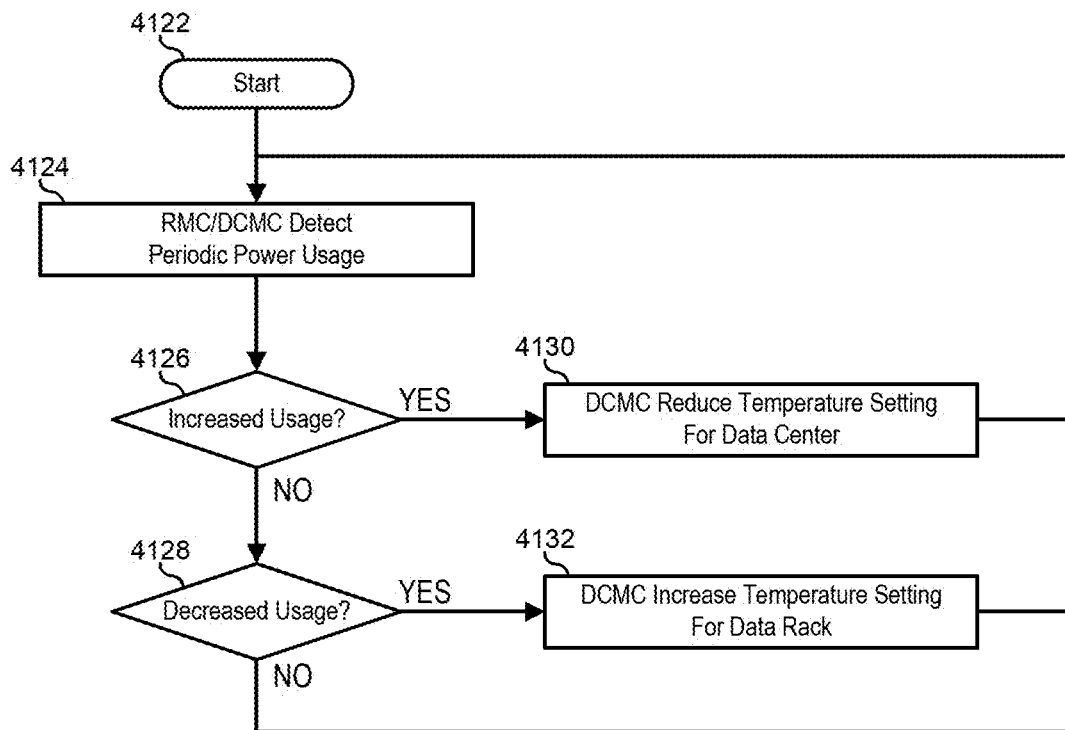 4122
Start
4124
RMC/DCMC Detect
Periodic Power Usage
4126
Increased Usage?
YES
4130
DCMC Reduce Temperature Setting
For Data Center
NO
4128
Decreased Usage?
YES
4132
DCMC Increase Temperature Setting
For Data Rack
NO